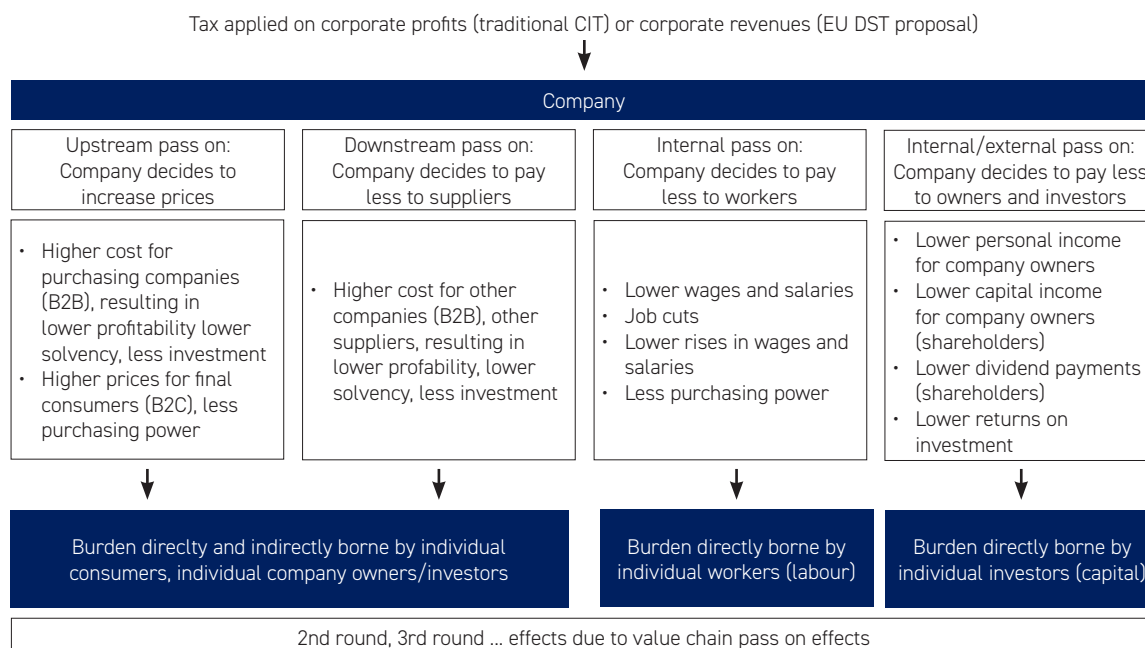 Tax applied on corporate profits (traditional CIT) or corporate revenues (EU DST proposal)
Company
Upstream pass on:
Company decides to
increase prices
Downstream pass on:
Company decides to pay
less to suppliers
Internal pass on:
Company decides to pay
less to workers
Internal/external pass on:
Company decides to pay less
to owners and investors
• Higher cost for
purchasing companies
(B2B), resulting in
lower profitability lower
solvency, less investment
• Higher prices for final
consumers (B2C), less
purchasing power
• Higher cost for other
companies (B2B), other
suppliers, resulting in
lower profability, lower
solvency, less investment
• Lower wages and salaries
• Job cuts
• Lower rises in wages and
salaries
• Less purchasing power
• Lower personal income
for company owners
• Lower capital income
for company owners
(shareholders)
• Lower dividend payments
(shareholders)
• Lower returns on
investment
Burden direclty and indirectly borne by individual
consumers, individual company owners/investors
Burden directly borne by
individual workers (labour)
Burden directly borne by
individual investors (capital)
2nd round, 3rd round ... effects due to value chain pass on effects